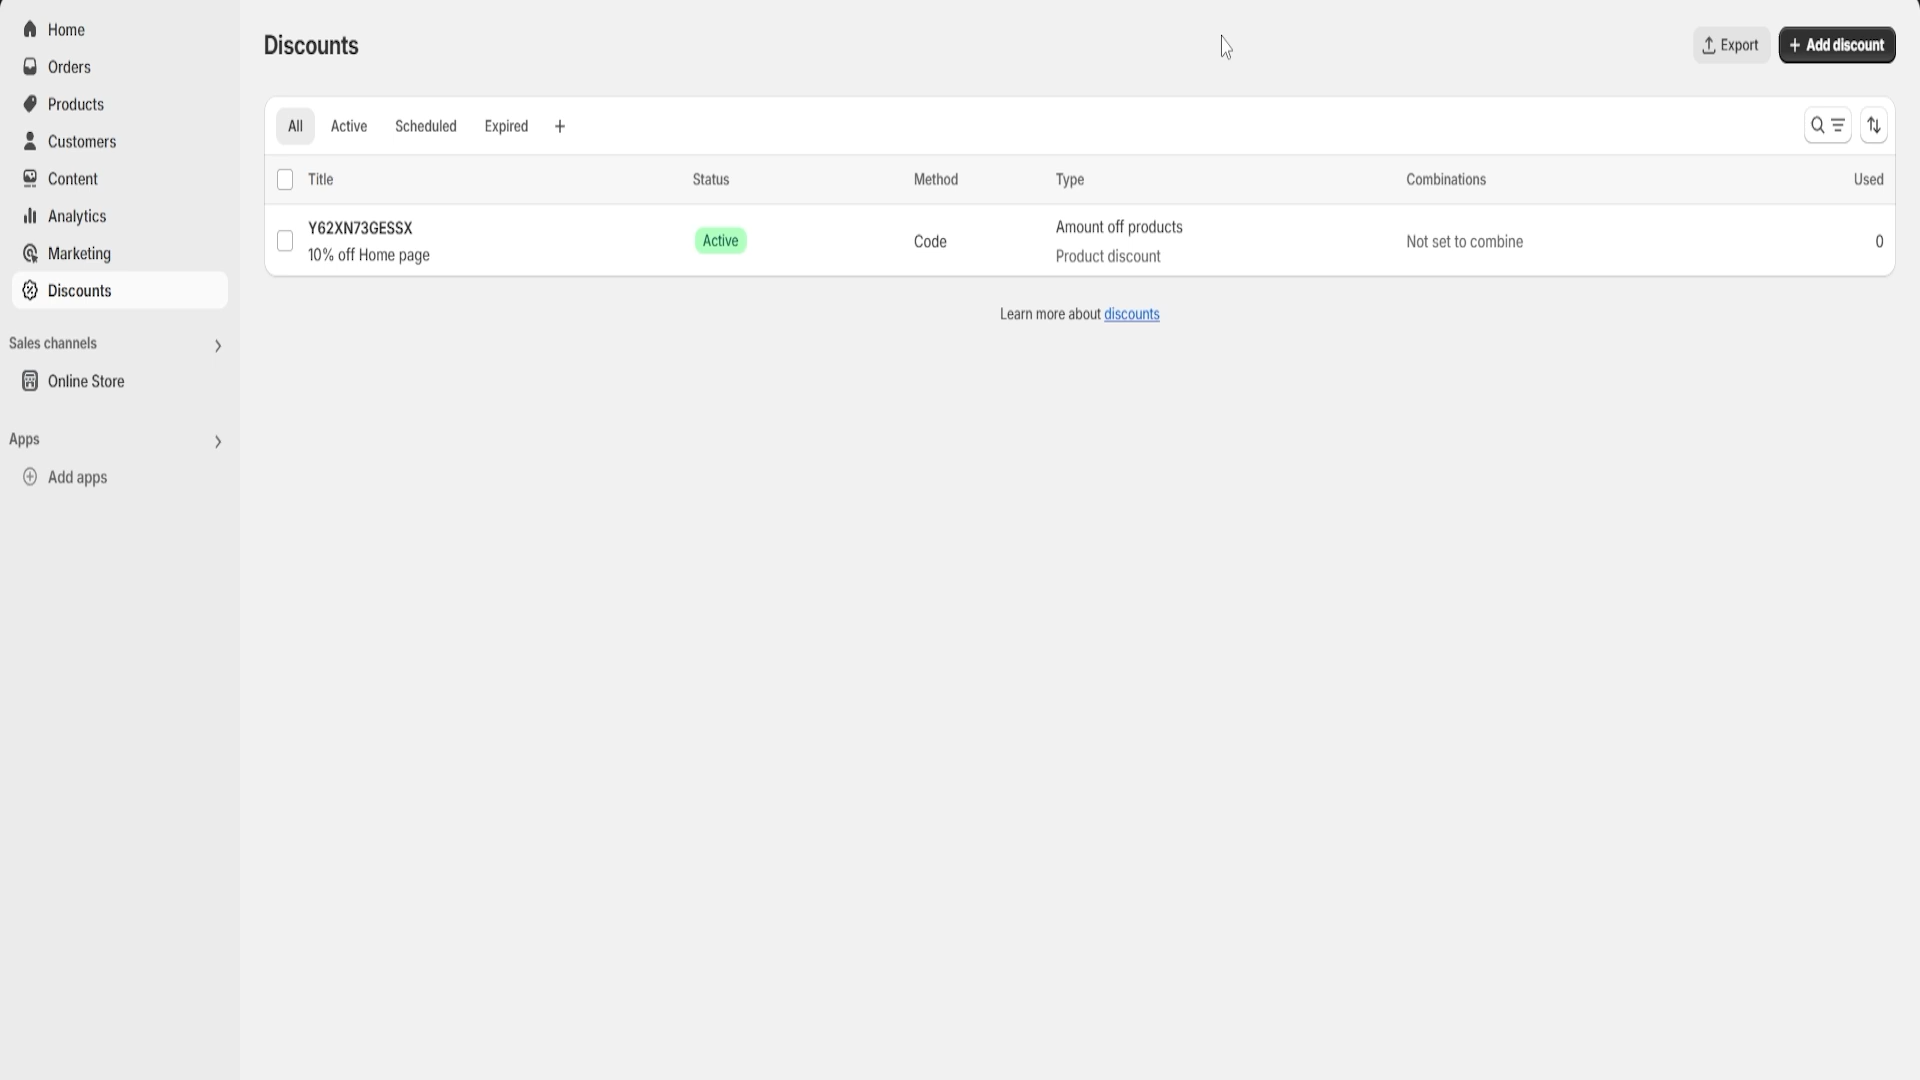 Home
Orders
Products
Customers
Content
Analytics
Marketing
Discounts
Sales channels
Online Store
Apps
Add apps
Discounts
Export
+ Add discount
All Active Scheduled Expired +
Title Status Method Type Combinations Used
Y62XN73GESSX
10% off Home page
Active
Code
Amount off products
Product discount
Not set to combine
0
Learn more about discounts